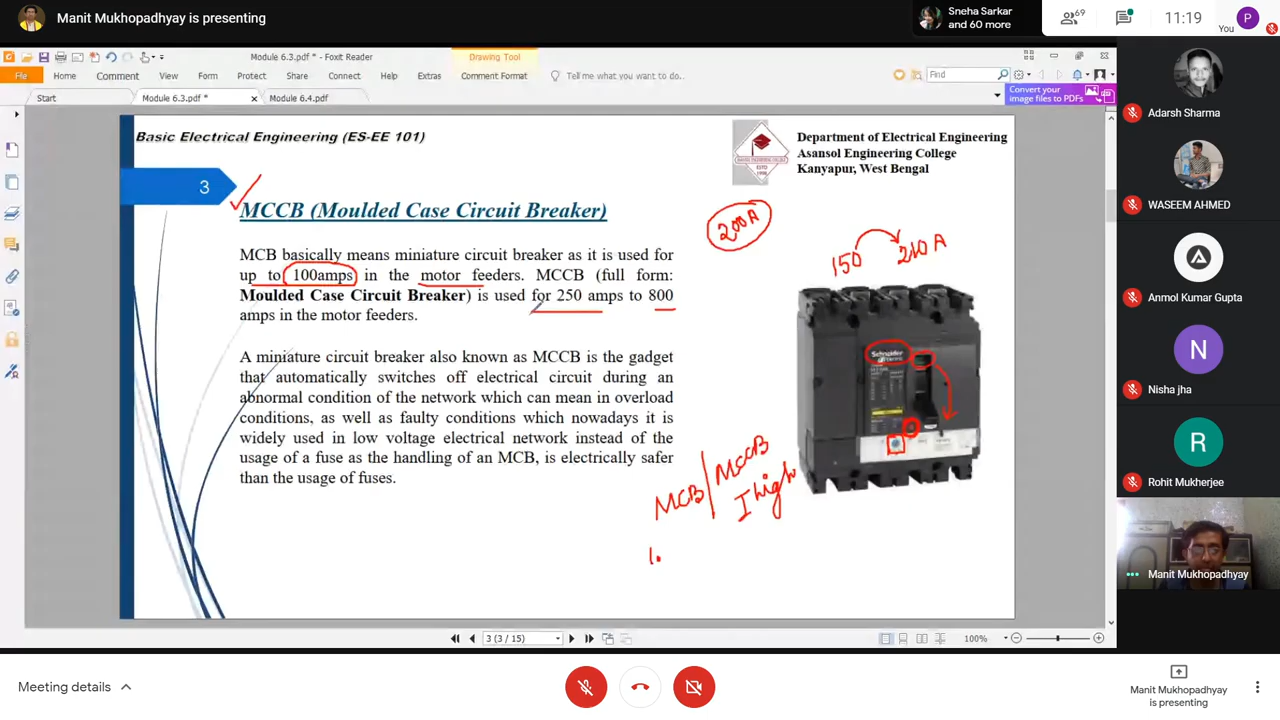 Manit Mukhopadhyay is presenting
Sneha Sarkar
and 60 more
69
11:19
You
P
Module 6.3.pdf * - Foxit Reader
Drawing Tool
File
Home
Comment
View
Form
Protect
Share
Connect
Help
Extras
Comment Format
Tell me what you want to do..
Find
Start
Module 6.3.pdf *
Module 6.4.pdf
Convert your
image files to PDFs
Basic Electrical Engineering (ES-EE 101)
Department of Electrical Engineering
Asansol Engineering College
Kanyapur, West Bengal
3
MCCB (Moulded Case Circuit Breaker)
200A
150
210 A
MCB basically means miniature circuit breaker as it is used for
up to 100amps in the motor feeders. MCCB (full form:
Moulded Case Circuit Breaker) is used for 250 amps to 800
amps in the motor feeders.
A miniature circuit breaker also known as MCCB is the gadget
that automatically switches off electrical circuit during an
abnormal condition of the network which can mean in overload
conditions, as well as faulty conditions which nowadays it is
widely used in low voltage electrical network instead of the
usage of a fuse as the handling of an MCB, is electrically safer
than the usage of fuses.
Schneider
Electric
MCB/MCCB
I high
1.
3 (3 / 15)
100%
Adarsh Sharma
WASEEM AHMED
Anmol Kumar Gupta
N
Nisha jha
R
Rohit Mukherjee
Manit Mukhopadhyay
Meeting details
Manit Mukhopadhyay
is presenting